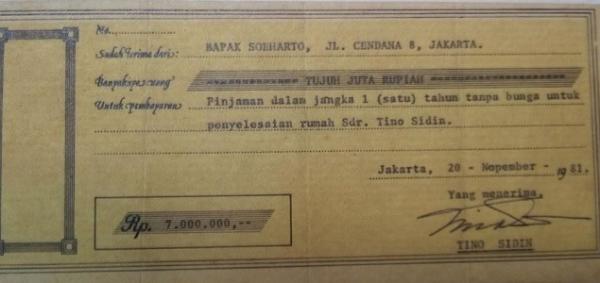 No.
Sudah terima dari: BAPAK SOEHARTO, JL. CENDANA 8, JAKARTA.
Banyaknya uang TUJUH JUTA RUPIAH
Untuk pembayaran Pinjaman dalam jangka 1 (satu) tahun tanpa bunga untuk
penyelesaian rumah Sdr. Tino Sidin.
Jakarta, 20 - Nopember - 1981.
Yang menerima,
Rp. 7.000.000,--
TINO SIDIN